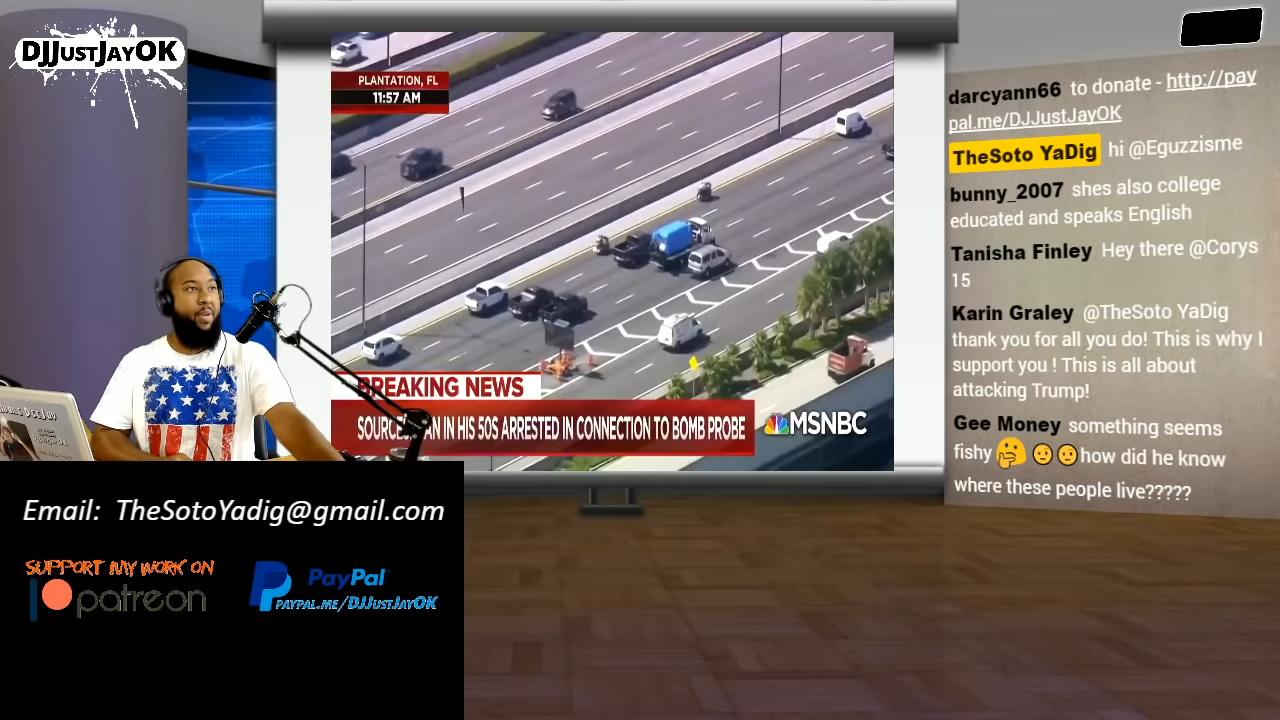 DJJustJayOK
PLANTATION, FL
11:57 AM
BREAKING NEWS
IN HIS 50S ARRESTED IN CONNECTION TO BOMB PROBE
MSNBC
darcyann66 to donate - http://pay
pal.me/DJJustJayOK
TheSoto YaDig hi @Eguzzisme
bunny_2007 shes also college
educated and speaks English
Tanisha Finley Hey there @Corys
15
Karin Graley @TheSoto YaDig
thank you for all you do! This is why I
support you ! This is all about
attacking Trump!
Gee Money something seems
fishy 🤔🧐🧐how did he know
where these people live?????
Email: TheSotoYadig@gmail.com
SUPPORT MY WORK ON
patreon
PayPal
PAYPAL.ME/DJJUSTJAYOK